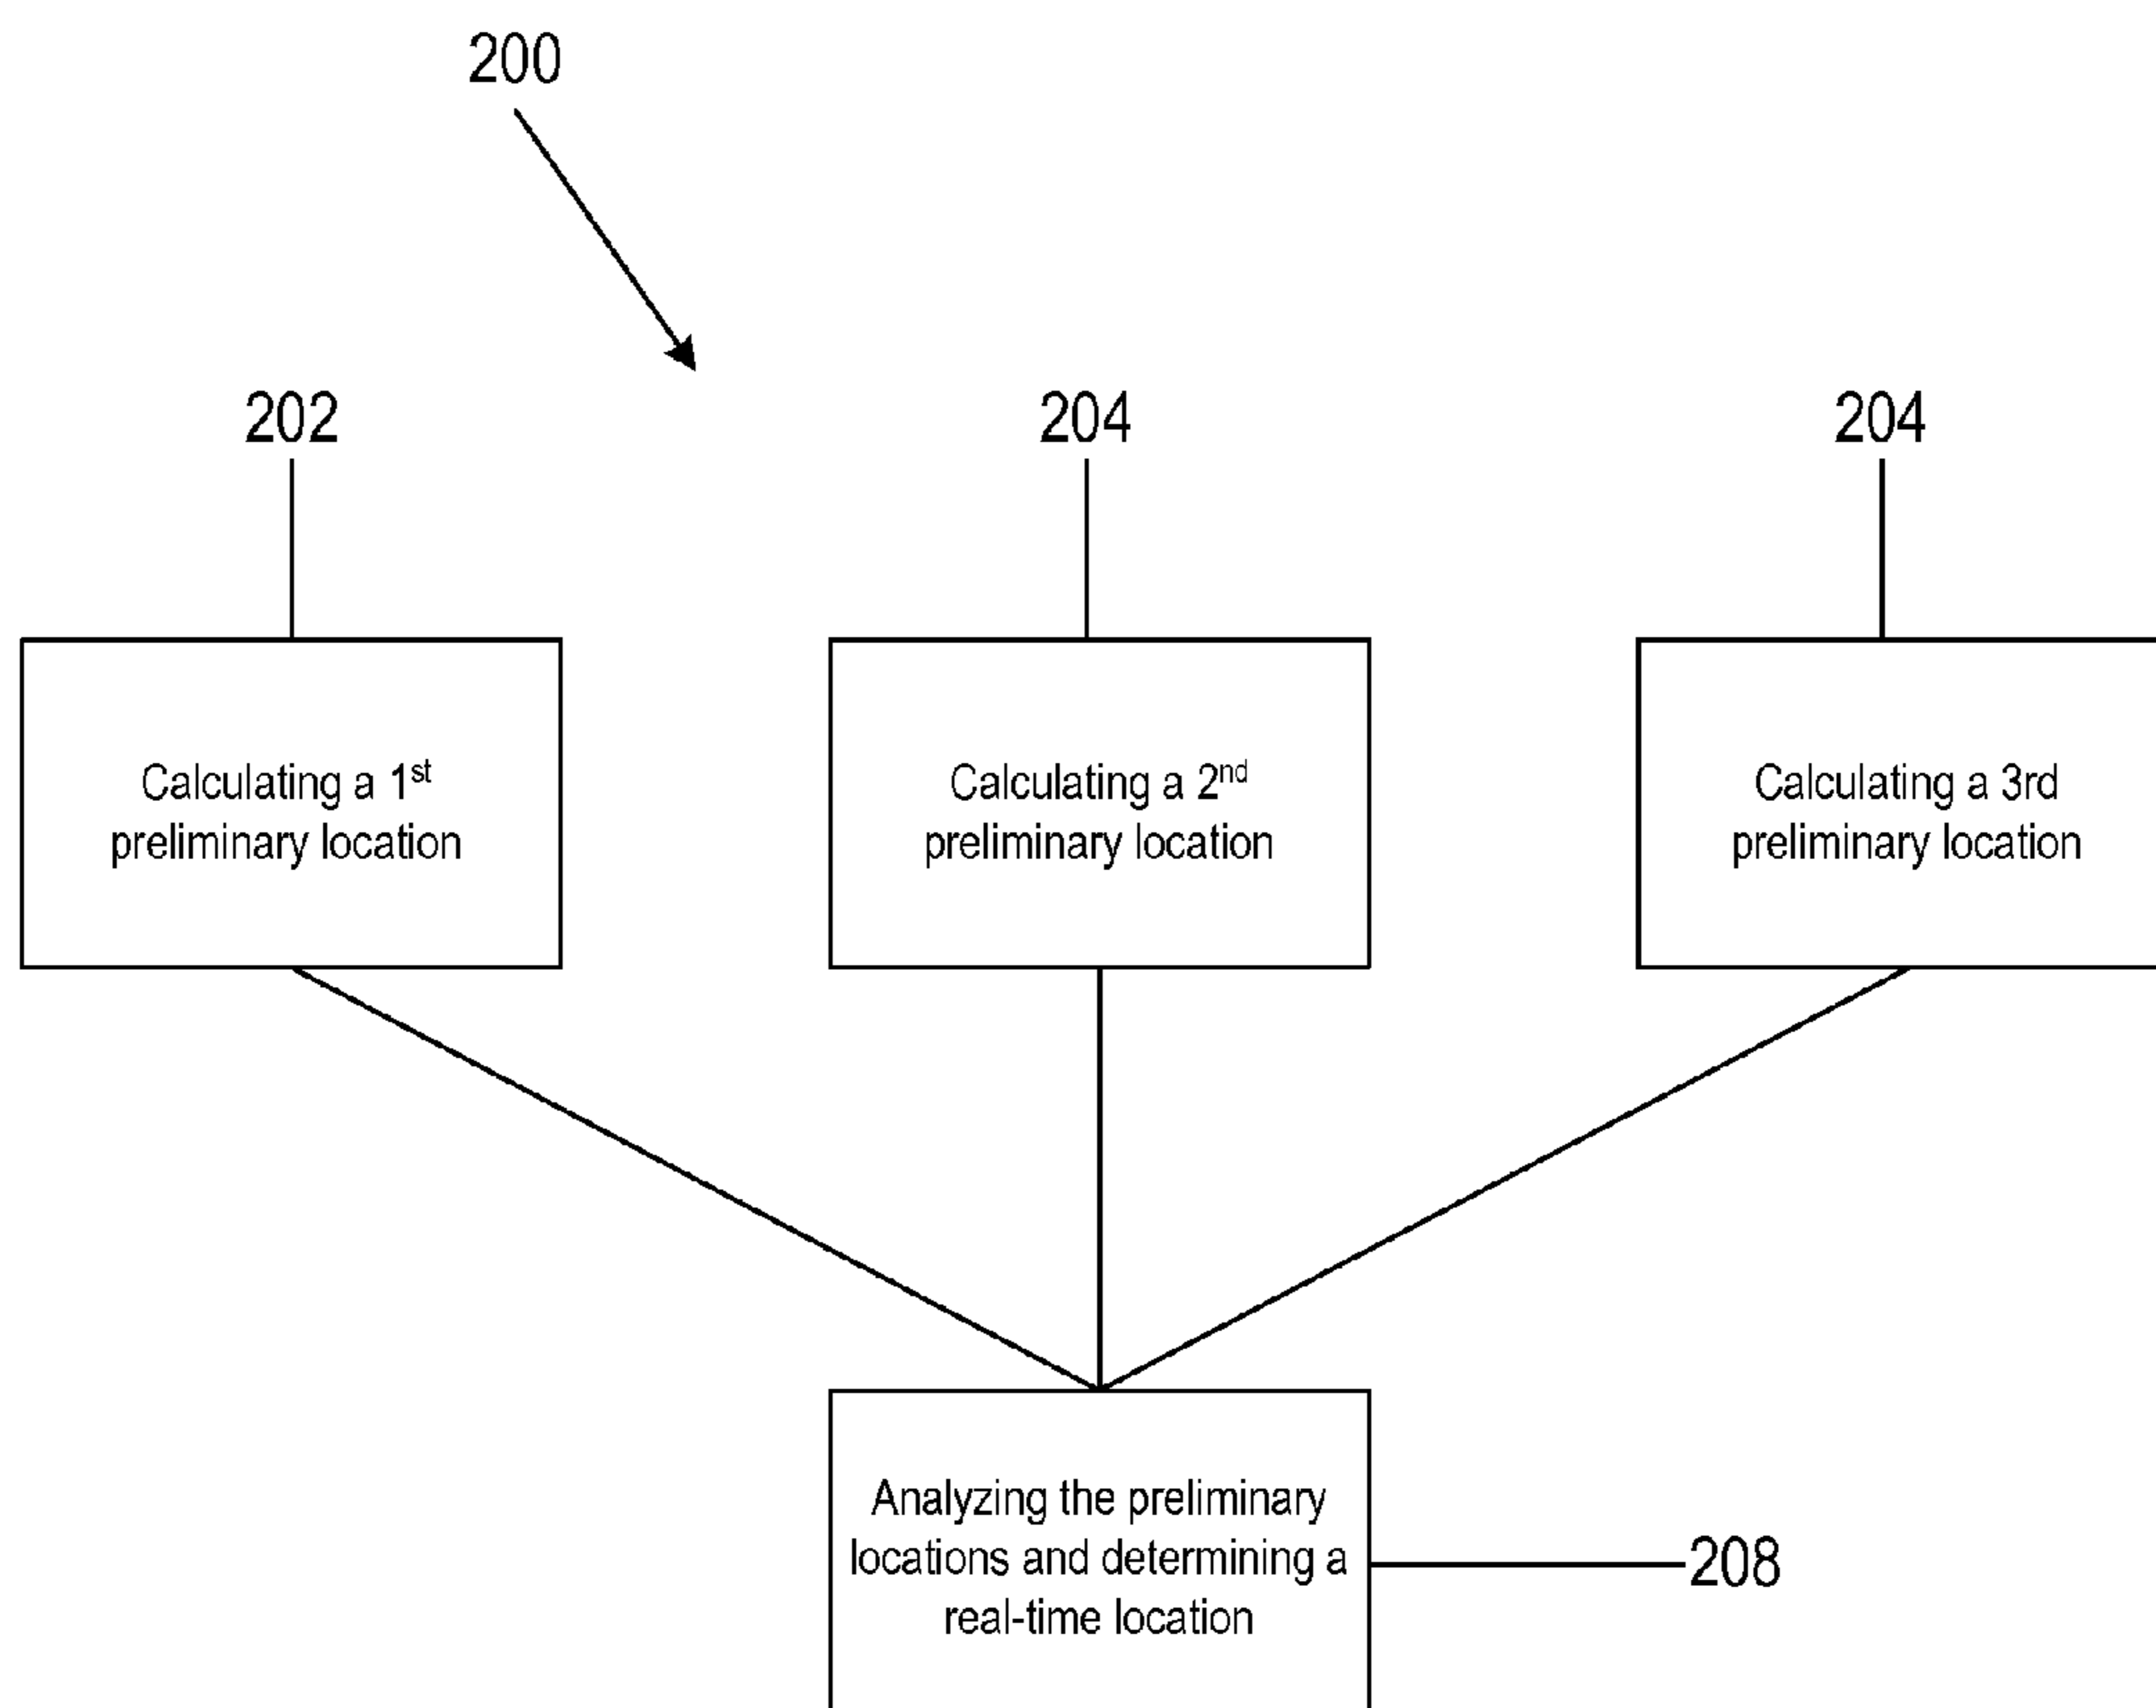 200
202
204
204
Calculating a 1st
preliminary location
Calculating a 2nd
preliminary location
Calculating a 3rd
preliminary location
Analyzing the preliminary
locations and determining a
real-time location
208